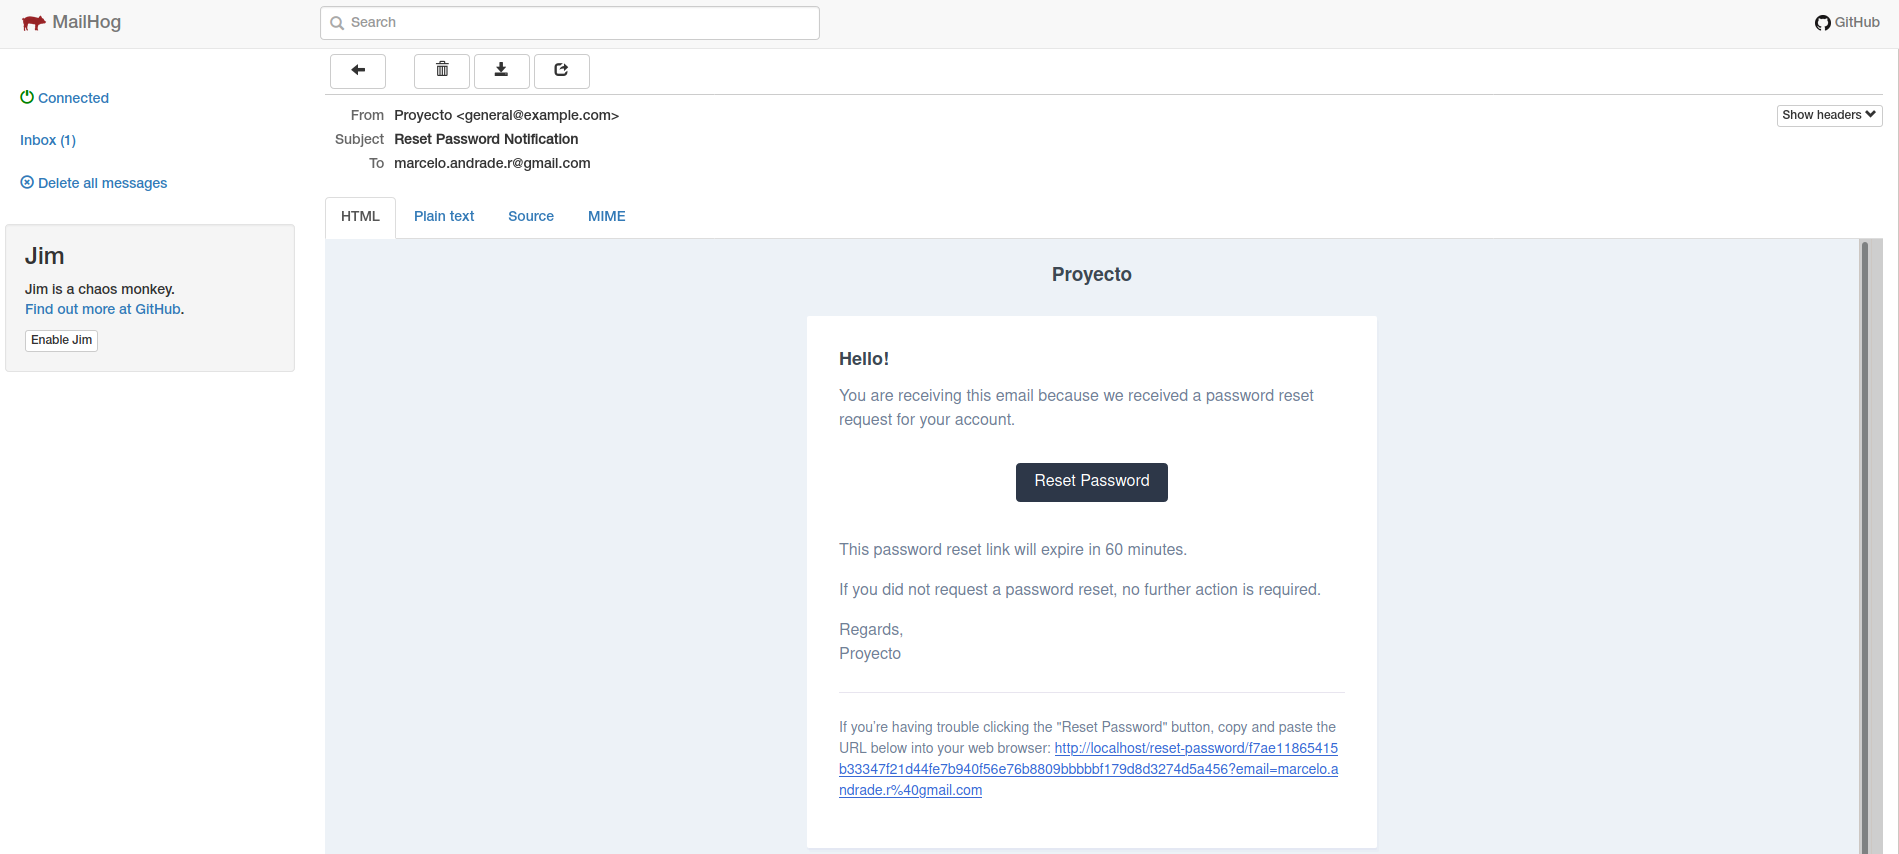 MailHog
Search
GitHub
Connected
Inbox (1)
Delete all messages
Jim
Jim is a chaos monkey.
Find out more at GitHub.
Enable Jim
From Proyecto <general@example.com>
Show headers
Subject Reset Password Notification
To marcelo.andrade.r@gmail.com
HTML Plain text Source MIME
Proyecto
Hello!
You are receiving this email because we received a password reset
request for your account.
Reset Password
This password reset link will expire in 60 minutes.
If you did not request a password reset, no further action is required.
Regards,
Proyecto
If you're having trouble clicking the "Reset Password" button, copy and paste the
URL below into your web browser: http://localhost/reset-password/f7ae11865415
b33347f21d44fe7b940f56e76b8809bbbbbf179d8d3274d5a456?email=marcelo.a
ndrade.r%40gmail.com